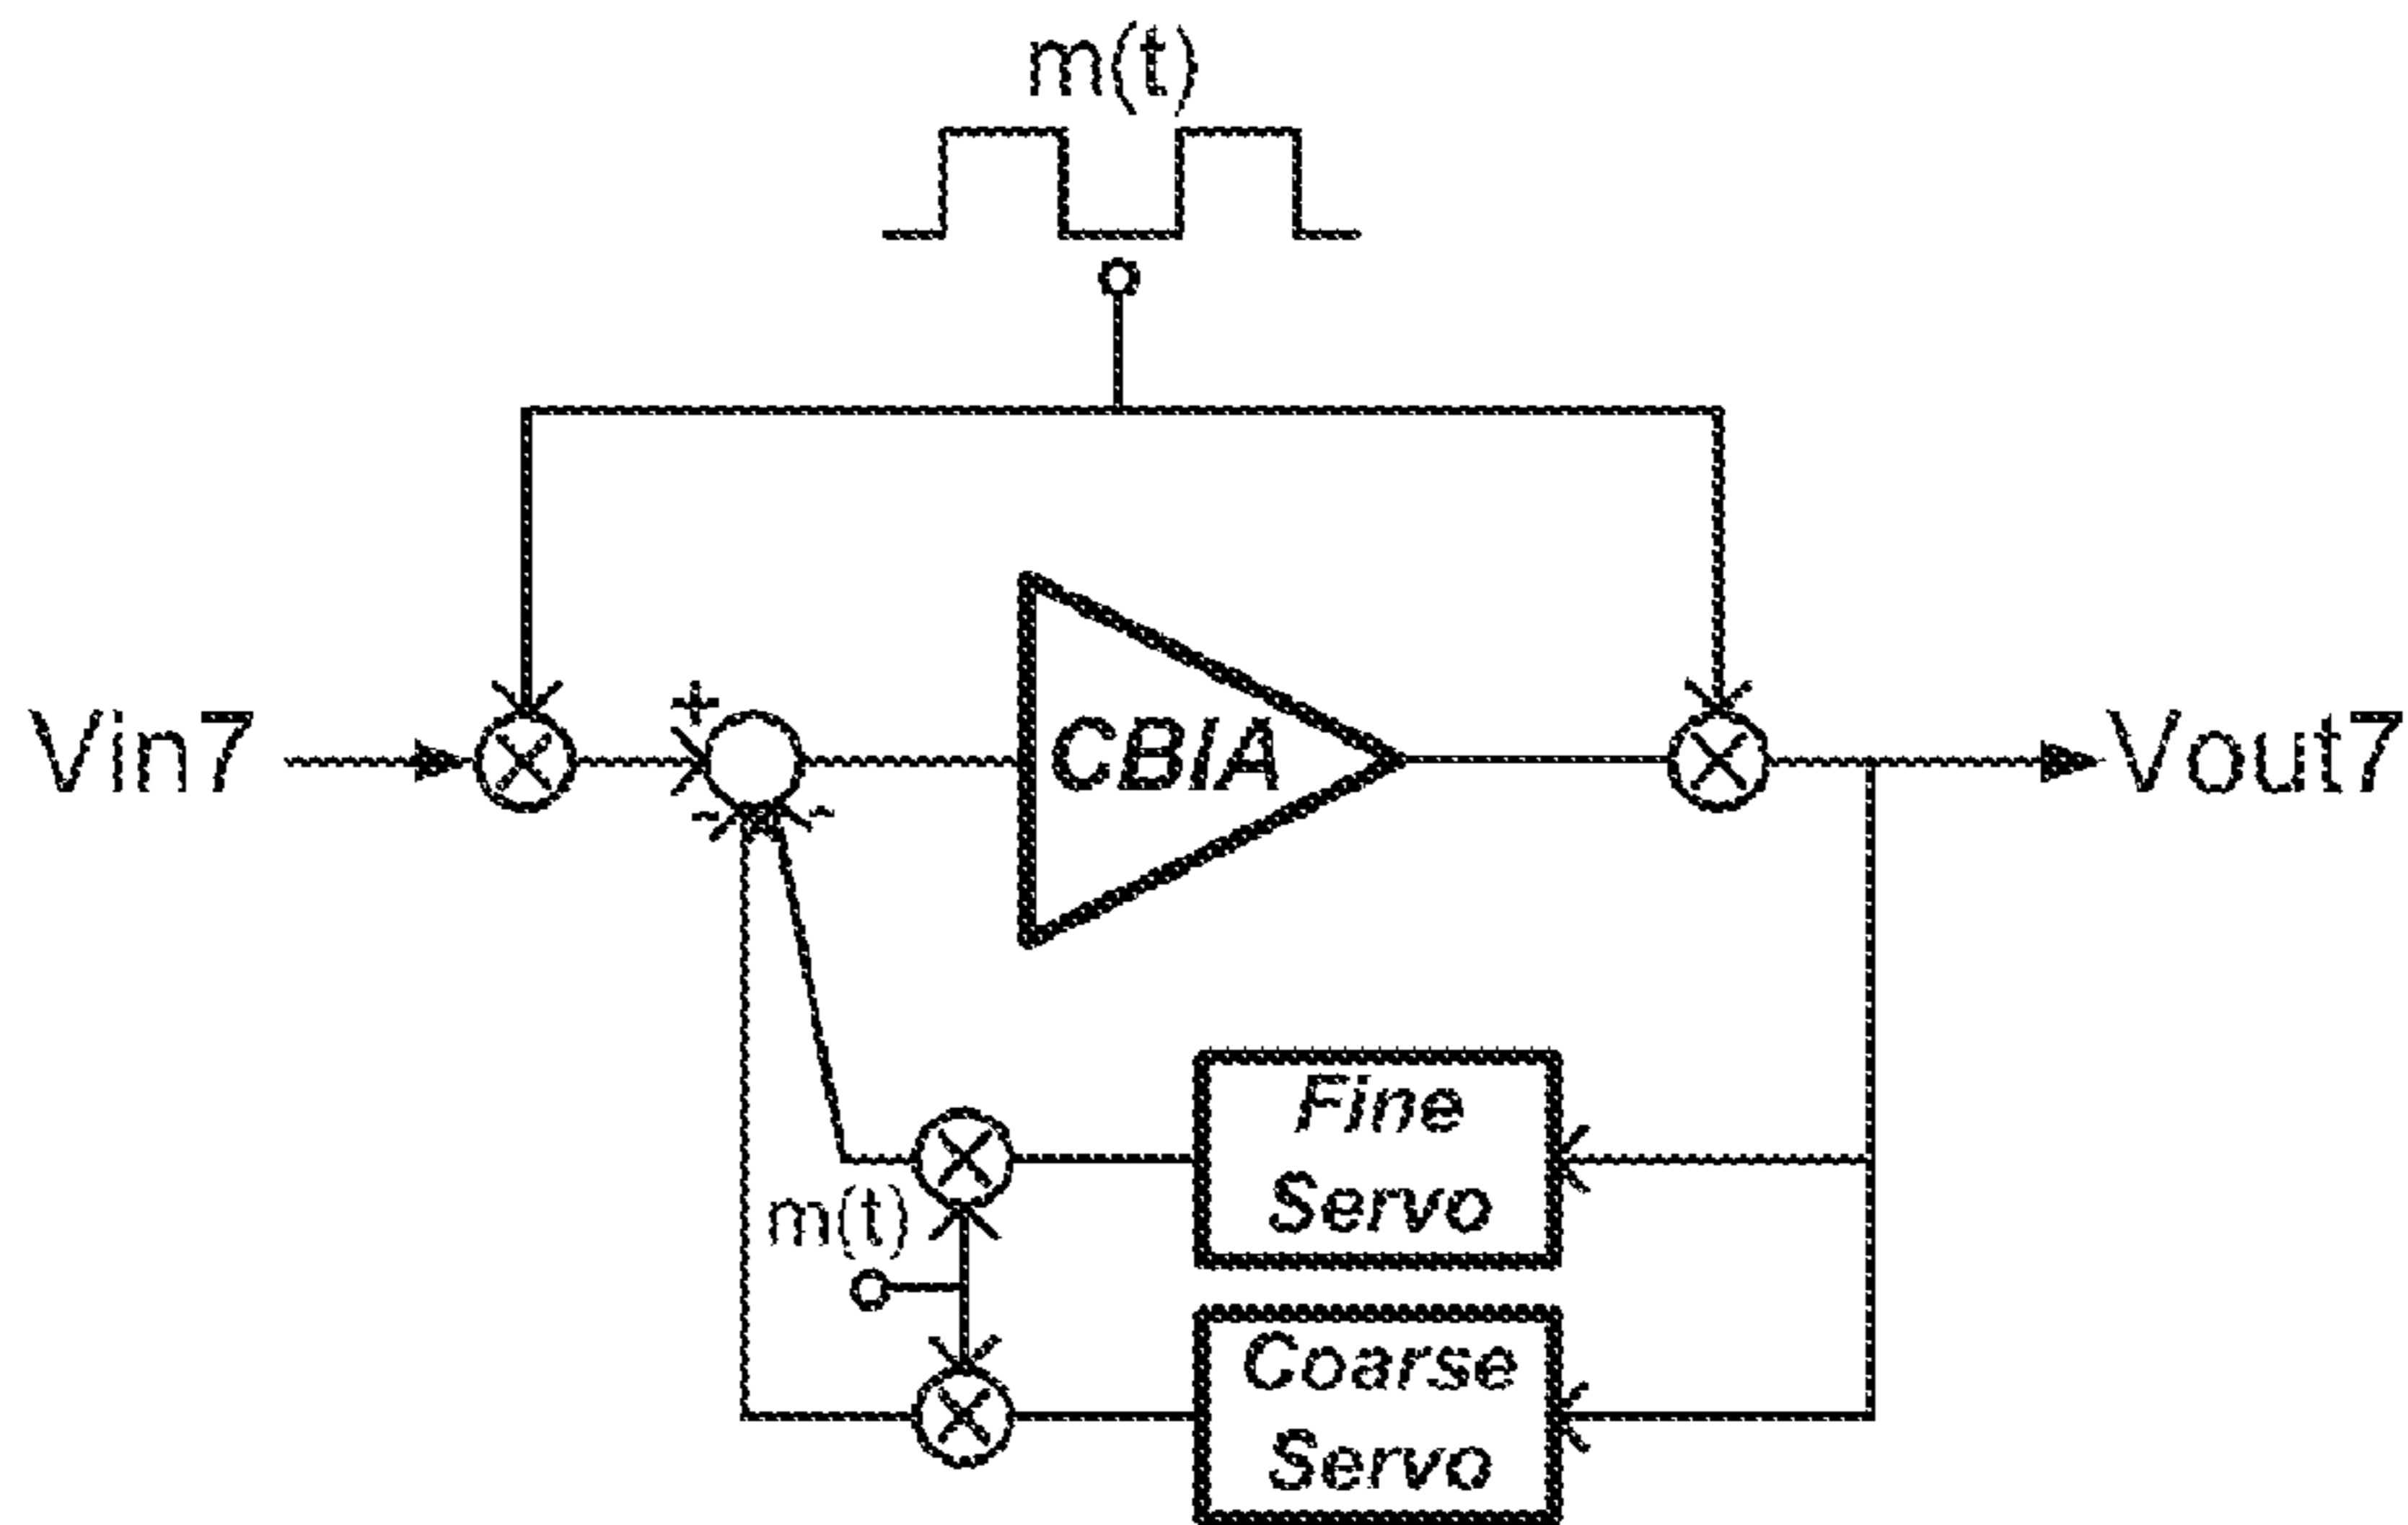 m(t)
Vin7
+
CBIA
Vout7
-
-
Fine
Servo
m(t)
Coarse
Servo